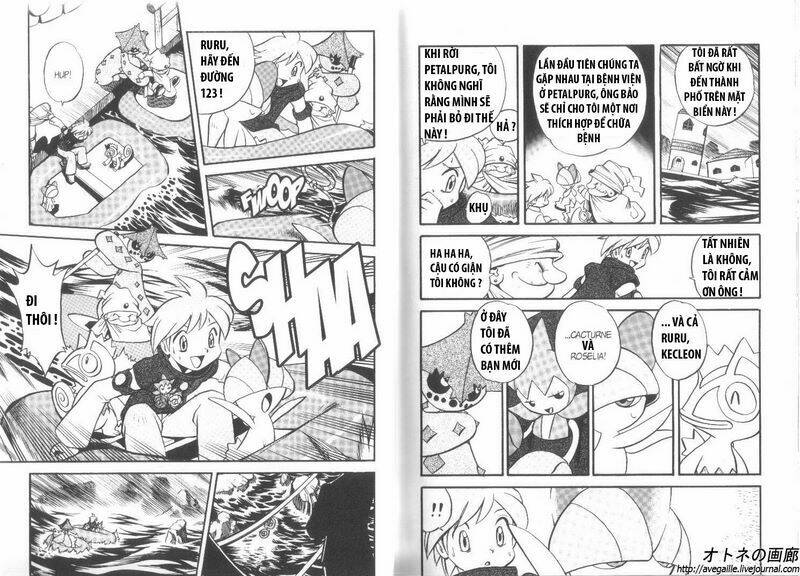 HUP!
RURU,
HÃY ĐẾN
ĐƯỜNG
123 !
FWOOP
ĐI
THÔI !
SHAA
KHI RỜI
PETALPURG, TÔI
KHÔNG NGHĨ
RẰNG MÌNH SẼ
PHẢI BỎ ĐI THẾ
NÀY !
HẢ ?
KHỤ
LẦN ĐẦU TIÊN CHÚNG TA
GẶP NHAU TẠI BỆNH VIỆN
Ở PETALPURG, ÔNG BẢO
SẼ CHỈ CHO TÔI MỘT NƠI
THÍCH HỢP ĐỂ CHỮA
BỆNH
TÔI ĐÃ RẤT
BẤT NGỜ KHI
ĐẾN THÀNH
PHỐ TRÊN MẶT
BIỂN NÀY !
HA HA HA,
CẬU CÓ GIẬN
TÔI KHÔNG ?
TẤT NHIÊN
LÀ KHÔNG,
TÔI RẤT CẢM
ƠN ÔNG !
Ở ĐÂY
TÔI ĐÃ
CÓ THÊM
BẠN MỚI
...CACTURNE
VÀ
ROSELIA!
... VÀ CẢ
RURU,
KECLEON
!!
オトネの画廊
http://avegaille.livejournal.com